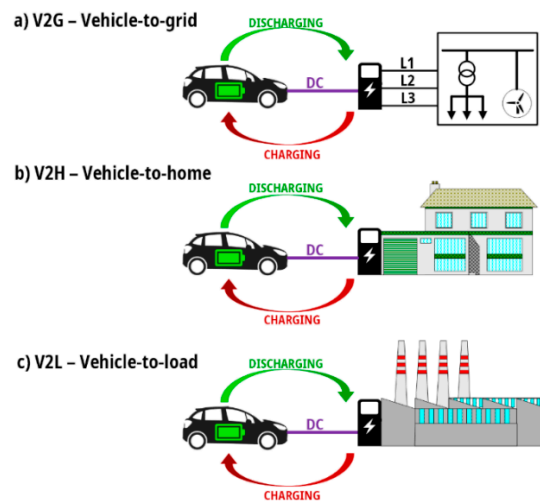 a) V2G – Vehicle-to-grid
DISCHARGING
DC
L1
L2
L3
CHARGING
b) V2H – Vehicle-to-home
DISCHARGING
DC
CHARGING
c) V2L – Vehicle-to-load
DISCHARGING
DC
CHARGING